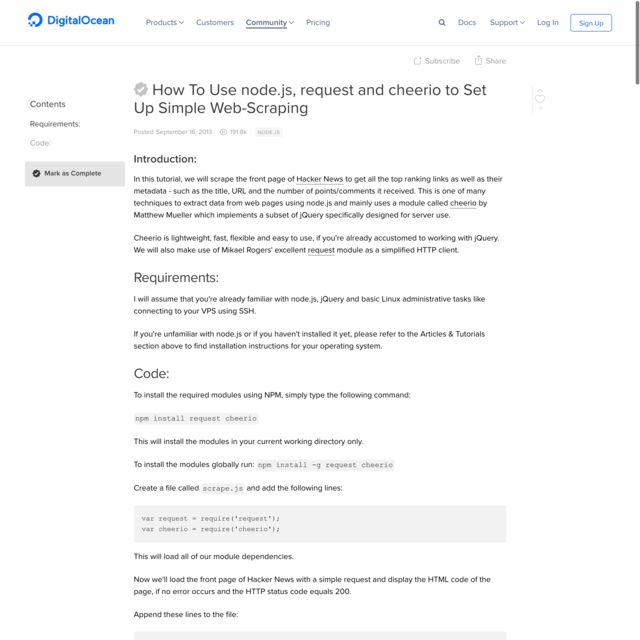 DigitalOcean
Products Customers Community Pricing Docs Support Log In Sign Up
Subscribe Share
Contents
Requirements:
Code:
Mark as Complete
How To Use node.js, request and cheerio to Set
Up Simple Web-Scraping
Posted September 16, 2013 191.8k NODE.JS
Introduction:
In this tutorial, we will scrape the front page of Hacker News to get all the top ranking links as well as their
metadata - such as the title, URL and the number of points/comments it received. This is one of many
techniques to extract data from web pages using node.js and mainly uses a module called cheerio by
Matthew Mueller which implements a subset of jQuery specifically designed for server use.
Cheerio is lightweight, fast, flexible and easy to use, if you're already accustomed to working with jQuery.
We will also make use of Mikael Rogers' excellent request module as a simplified HTTP client.
Requirements:
I will assume that you're already familiar with node.js, jQuery and basic Linux administrative tasks like
connecting to your VPS using SSH.
If you're unfamiliar with node.js or if you haven't installed it yet, please refer to the Articles & Tutorials
section above to find installation instructions for your operating system.
Code:
To install the required modules using NPM, simply type the following command:
npm install request cheerio
This will install the modules in your current working directory only.
To install the modules globally run: npm install -g request cheerio
Create a file called scrape.js and add the following lines:
var request = require('request');
var cheerio = require('cheerio');
This will load all of our module dependencies.
Now we'll load the front page of Hacker News with a simple request and display the HTML code of the
page, if no error occurs and the HTTP status code equals 200.
Append these lines to the file: